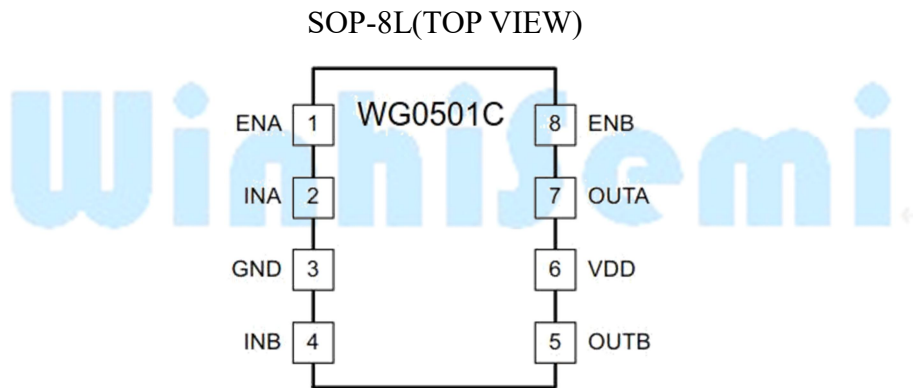 SOP-8L(TOP VIEW)
WinhiSemi
WG0501C
ENA 1 8 ENB
INA 2 7 OUTA
GND 3 6 VDD
INB 4 5 OUTB